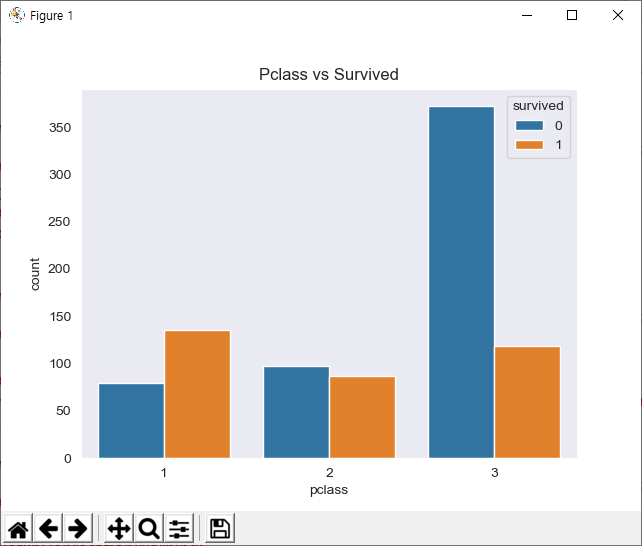 Figure 1
Pclass vs Survived
survived
0
1
350
300
250
200
150
100
50
0
count
1 2 3
pclass